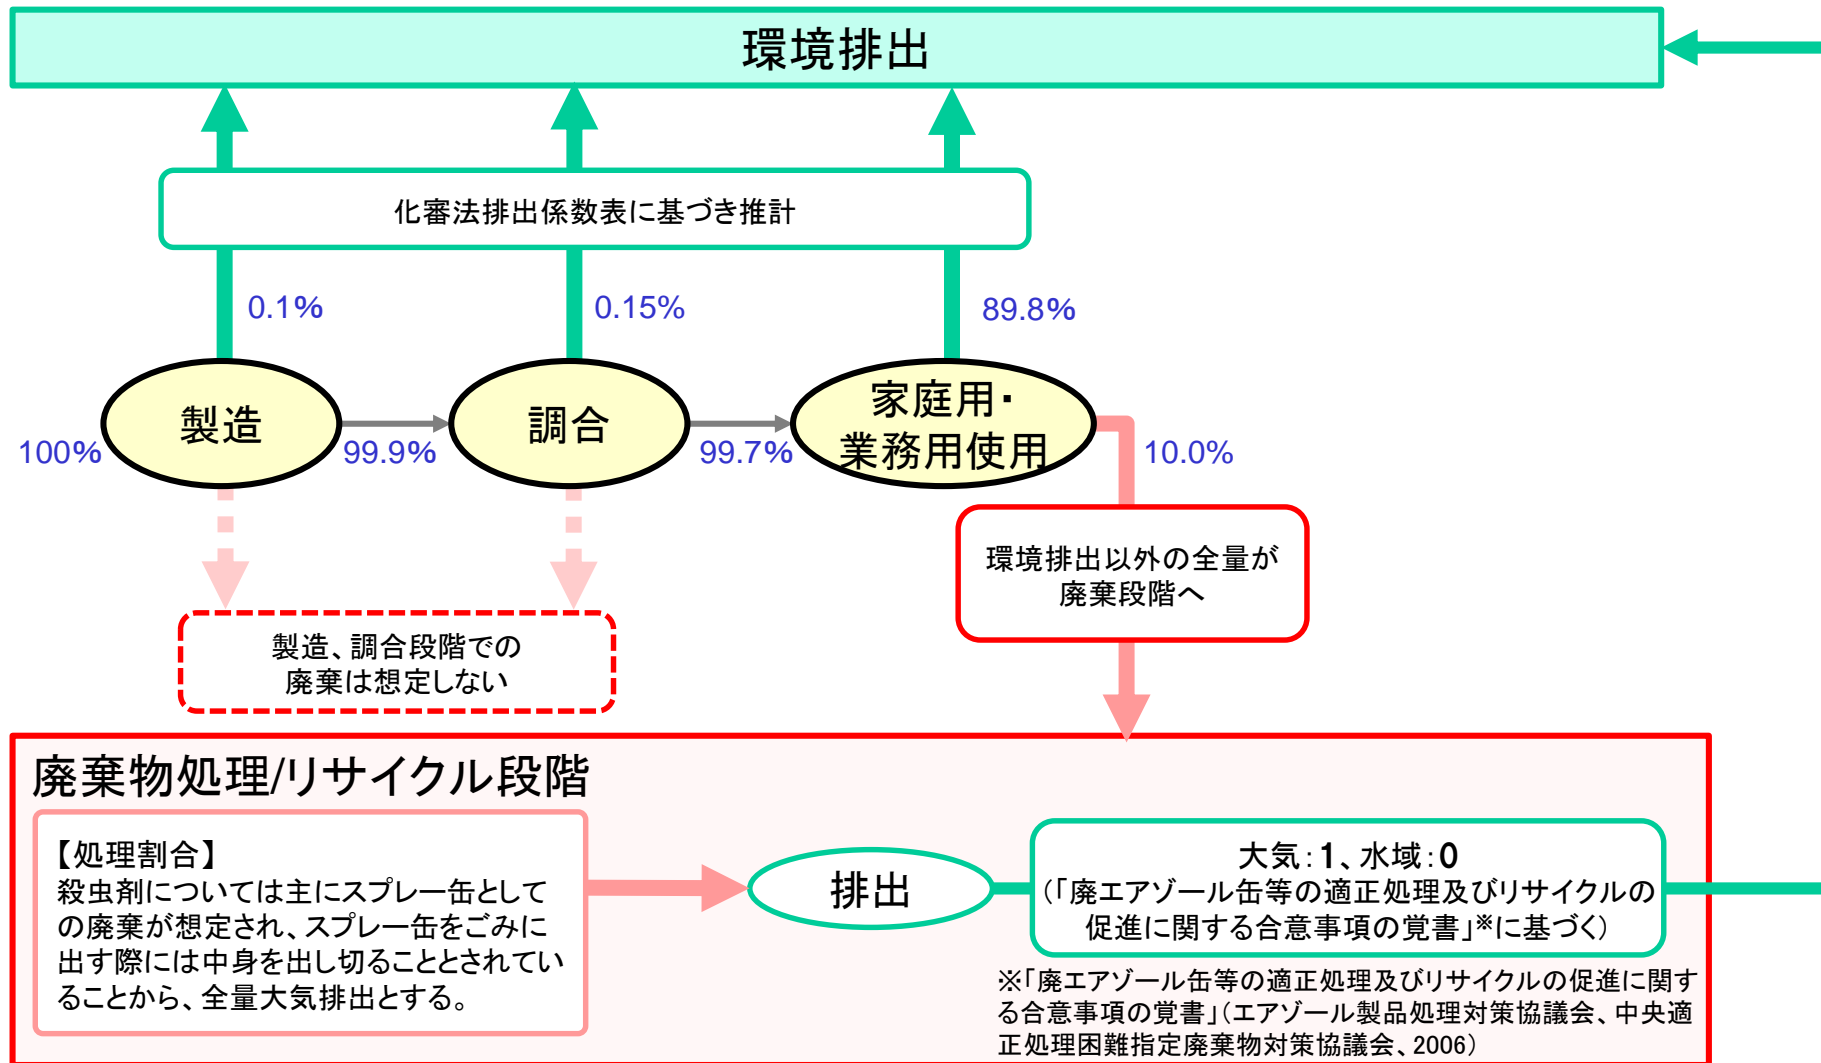 環境排出
化審法排出係数表に基づき推計
0.1%
0.15%
89.8%
製造
調合
家庭用・
業務用使用
100%
99.9%
99.7%
10.0%
環境排出以外の全量が
廃棄段階へ
製造、調合段階での
廃棄は想定しない
廃棄物処理/リサイクル段階
【処理割合】
殺虫剤については主にスプレー缶として
の廃棄が想定され、スプレー缶をごみに
出す際には中身を出し切ることとされてい
ることから、全量大気排出とする。
排出
大気:1、水域:0
(「廃エアゾール缶等の適正処理及びリサイクルの
促進に関する合意事項の覚書」※に基づく)
※「廃エアゾール缶等の適正処理及びリサイクルの促進に関す
る合意事項の覚書」(エアゾール製品処理対策協議会、中央適
正処理困難指定廃棄物対策協議会、2006)